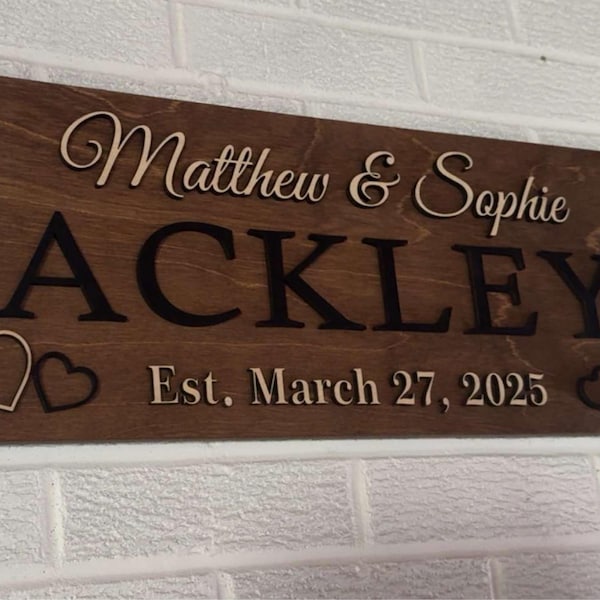 Matthew & Sophie
ACKLEY
Est. March 27, 2025